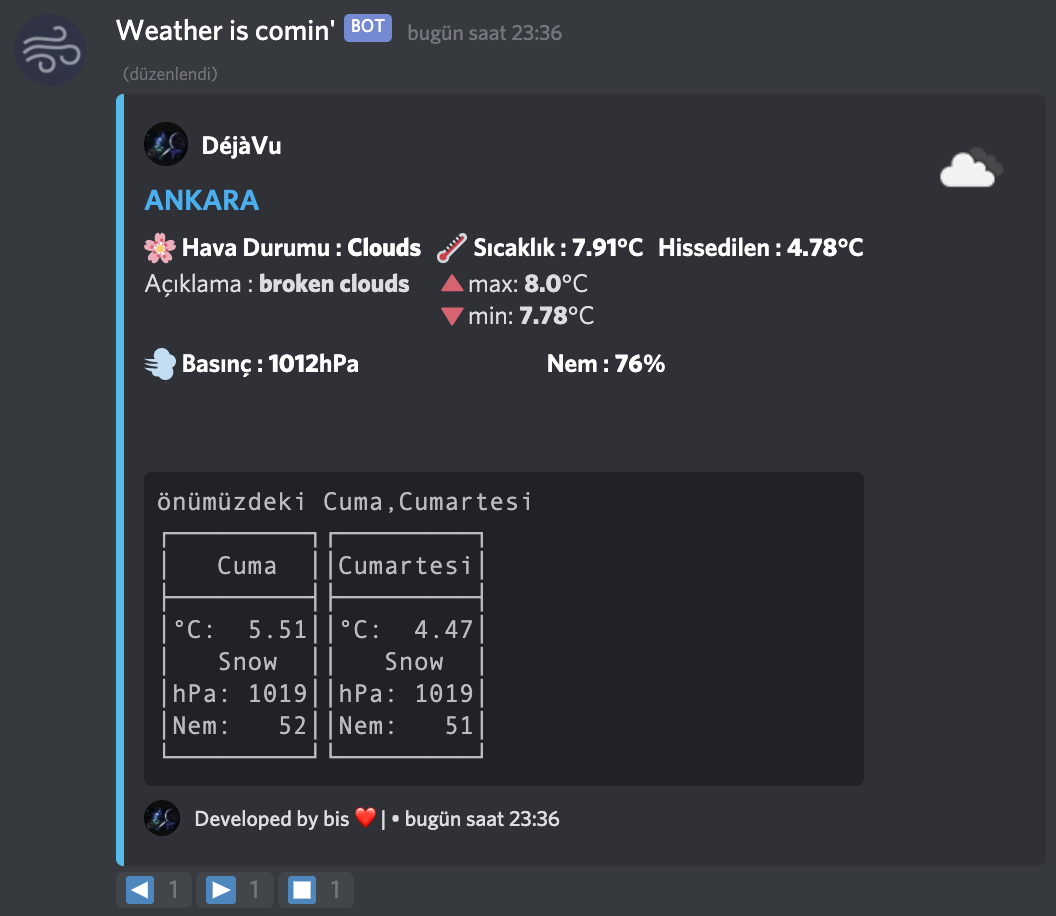 Weather is comin' BOT bugün saat 23:36
(düzenlendi)
DéjàVu
ANKARA
Hava Durumu : Clouds Sıcaklık : 7.91°C Hissedilen : 4.78°C
Açıklama : broken clouds max: 8.0°C
min: 7.78°C
Basınç : 1012hPa Nem : 76%
önümüzdeki Cuma,Cumartesi
Cuma Cumartesi
°C: 5.51 °C: 4.47
Snow Snow
hPa: 1019 hPa: 1019
Nem: 52 Nem: 51
Developed by bis ❤️ | • bugün saat 23:36
1 1 1